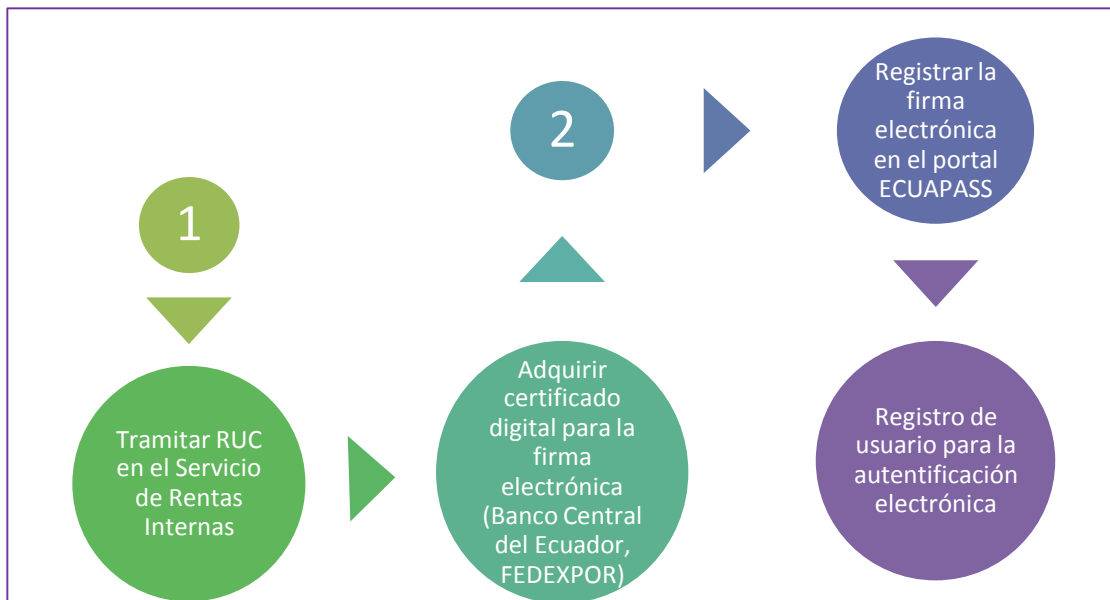 1
Tramitar RUC
en el Servicio
de Rentas
Internas
Adquirir
certificado
digital para la
firma
electrónica
(Banco Central
del Ecuador,
FEDEXPOR)
2
Registrar la
firma
electrónica
en el portal
ECUAPASS
Registro de
usuario para la
autentificación
electrónica